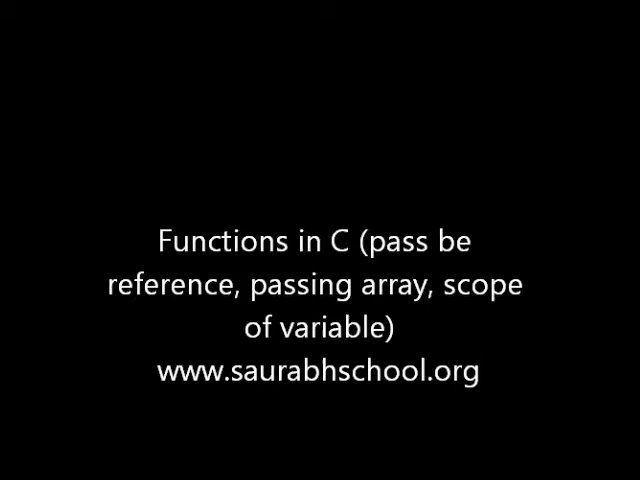 Functions in C (pass be
reference, passing array, scope
of variable)
www.saurabhschool.org